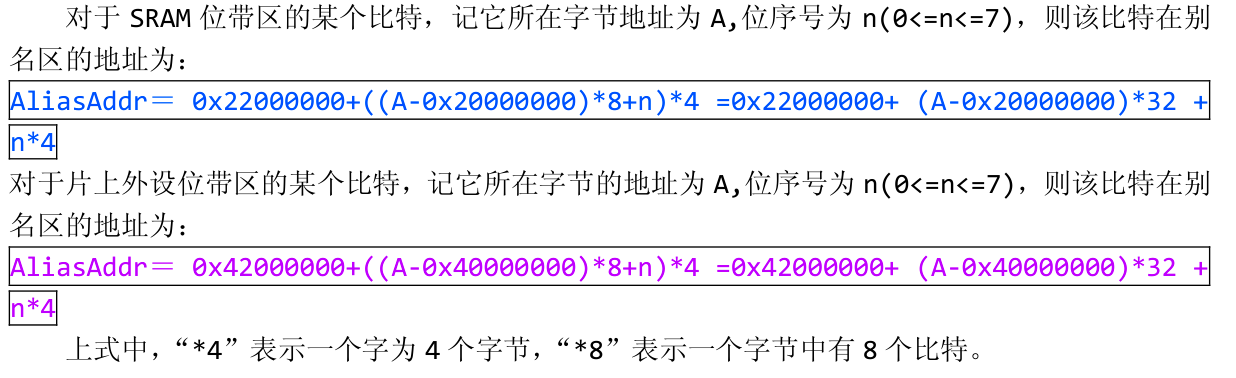 对于 SRAM 位带区的某个比特，记它所在字节地址为 A,位序号为 n(0<=n<=7)，则该比特在别
名区的地址为：
AliasAddr＝ 0x22000000+((A-0x20000000)*8+n)*4 =0x22000000+ (A-0x20000000)*32 +
n*4
对于片上外设位带区的某个比特，记它所在字节的地址为 A,位序号为 n(0<=n<=7)，则该比特在别
名区的地址为：
AliasAddr＝ 0x42000000+((A-0x40000000)*8+n)*4 =0x42000000+ (A-0x40000000)*32 +
n*4
上式中，“*4”表示一个字为 4 个字节，“*8”表示一个字节中有 8 个比特。